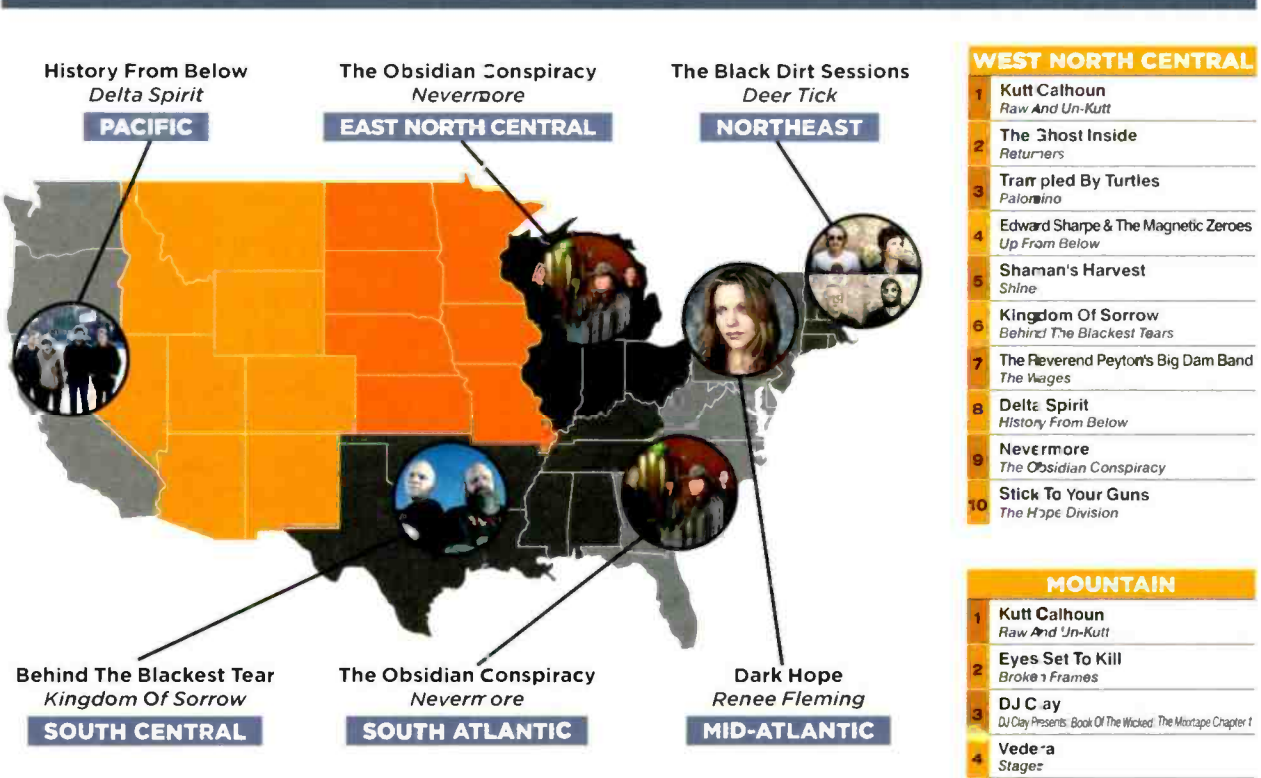 History From Below
Delta Spirit
PACIFIC
The Obsidian Conspiracy
Nevermore
EAST NORTH CENTRAL
The Black Dirt Sessions
Deer Tick
NORTHEAST
Behind The Blackest Tear
Kingdom Of Sorrow
SOUTH CENTRAL
The Obsidian Conspiracy
Nevermore
SOUTH ATLANTIC
Dark Hope
Renee Fleming
MID-ATLANTIC
WEST NORTH CENTRAL
1 Kutt Calhoun
Raw And Un-Kutt
2 The Ghost Inside
Returners
3 Trampled By Turtles
Palomino
4 Edward Sharpe & The Magnetic Zeroes
Up From Below
5 Shaman's Harvest
Shine
6 Kingdom Of Sorrow
Behind The Blackest Tears
7 The Reverend Peyton's Big Dam Band
The Wages
8 Delta Spirit
History From Below
9 Nevermore
The Obsidian Conspiracy
10 Stick To Your Guns
The Hope Division
MOUNTAIN
1 Kutt Calhoun
Raw And Un-Kutt
2 Eyes Set To Kill
Broken Frames
3 DJ Clay
DJ Clay Presents: Book Of The Wicked: The Mixtape Chapter 1
4 Vedera
Stages